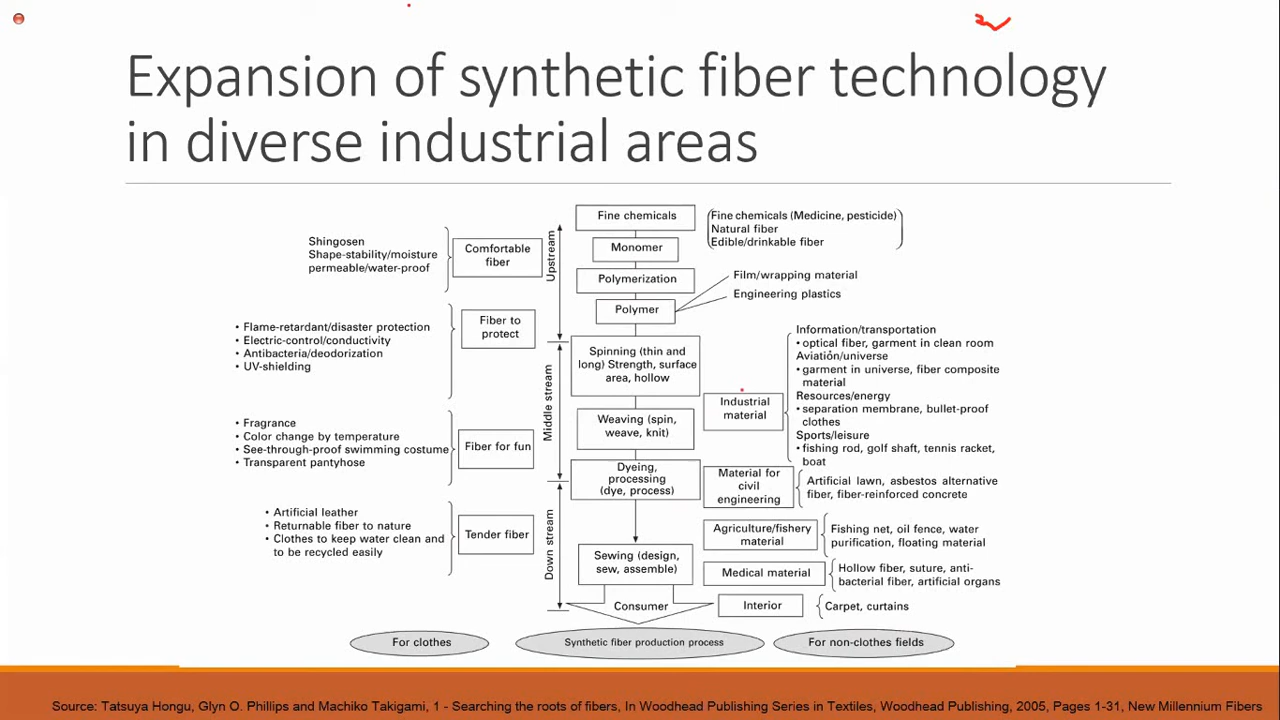 Expansion of synthetic fiber technology
in diverse industrial areas
Shingosen
Shape-stability/moisture
permeable/water-proof
Comfortable
fiber
• Flame-retardant/disaster protection
• Electric-control/conductivity
• Antibacteria/deodorization
• UV-shielding
Fiber to
protect
• Fragrance
• Color change by temperature
• See-through-proof swimming costume
• Transparent pantyhose
Fiber for fun
• Artificial leather
• Returnable fiber to nature
• Clothes to keep water clean and
to be recycled easily
Tender fiber
For clothes
Upstream
Middle stream
Down stream
Fine chemicals
Monomer
Polymerization
Polymer
Spinning (thin and
long) Strength, surface
area, hollow
Weaving (spin,
weave, knit)
Dyeing,
processing
(dye, process)
Sewing (design,
sew, assemble)
Consumer
Synthetic fiber production process
Fine chemicals (Medicine, pesticide)
Natural fiber
Edible/drinkable fiber
Film/wrapping material
Engineering plastics
Industrial
material
Information/transportation
• optical fiber, garment in clean room
Aviation/universe
• garment in universe, fiber composite
material
Resources/energy
• separation membrane, bullet-proof
clothes
Sports/leisure
• fishing rod, golf shaft, tennis racket,
boat
Material for
civil
engineering
Artificial lawn, asbestos alternative
fiber, fiber-reinforced concrete
Agriculture/fishery
material
Fishing net, oil fence, water
purification, floating material
Medical material
Hollow fiber, suture, anti-
bacterial fiber, artificial organs
Interior
Carpet, curtains
For non-clothes fields
Source: Tatsuya Hongu, Glyn O. Phillips and Machiko Takigami, 1 - Searching the roots of fibers, In Woodhead Publishing Series in Textiles, Woodhead Publishing, 2005, Pages 1-31, New Millennium Fibers